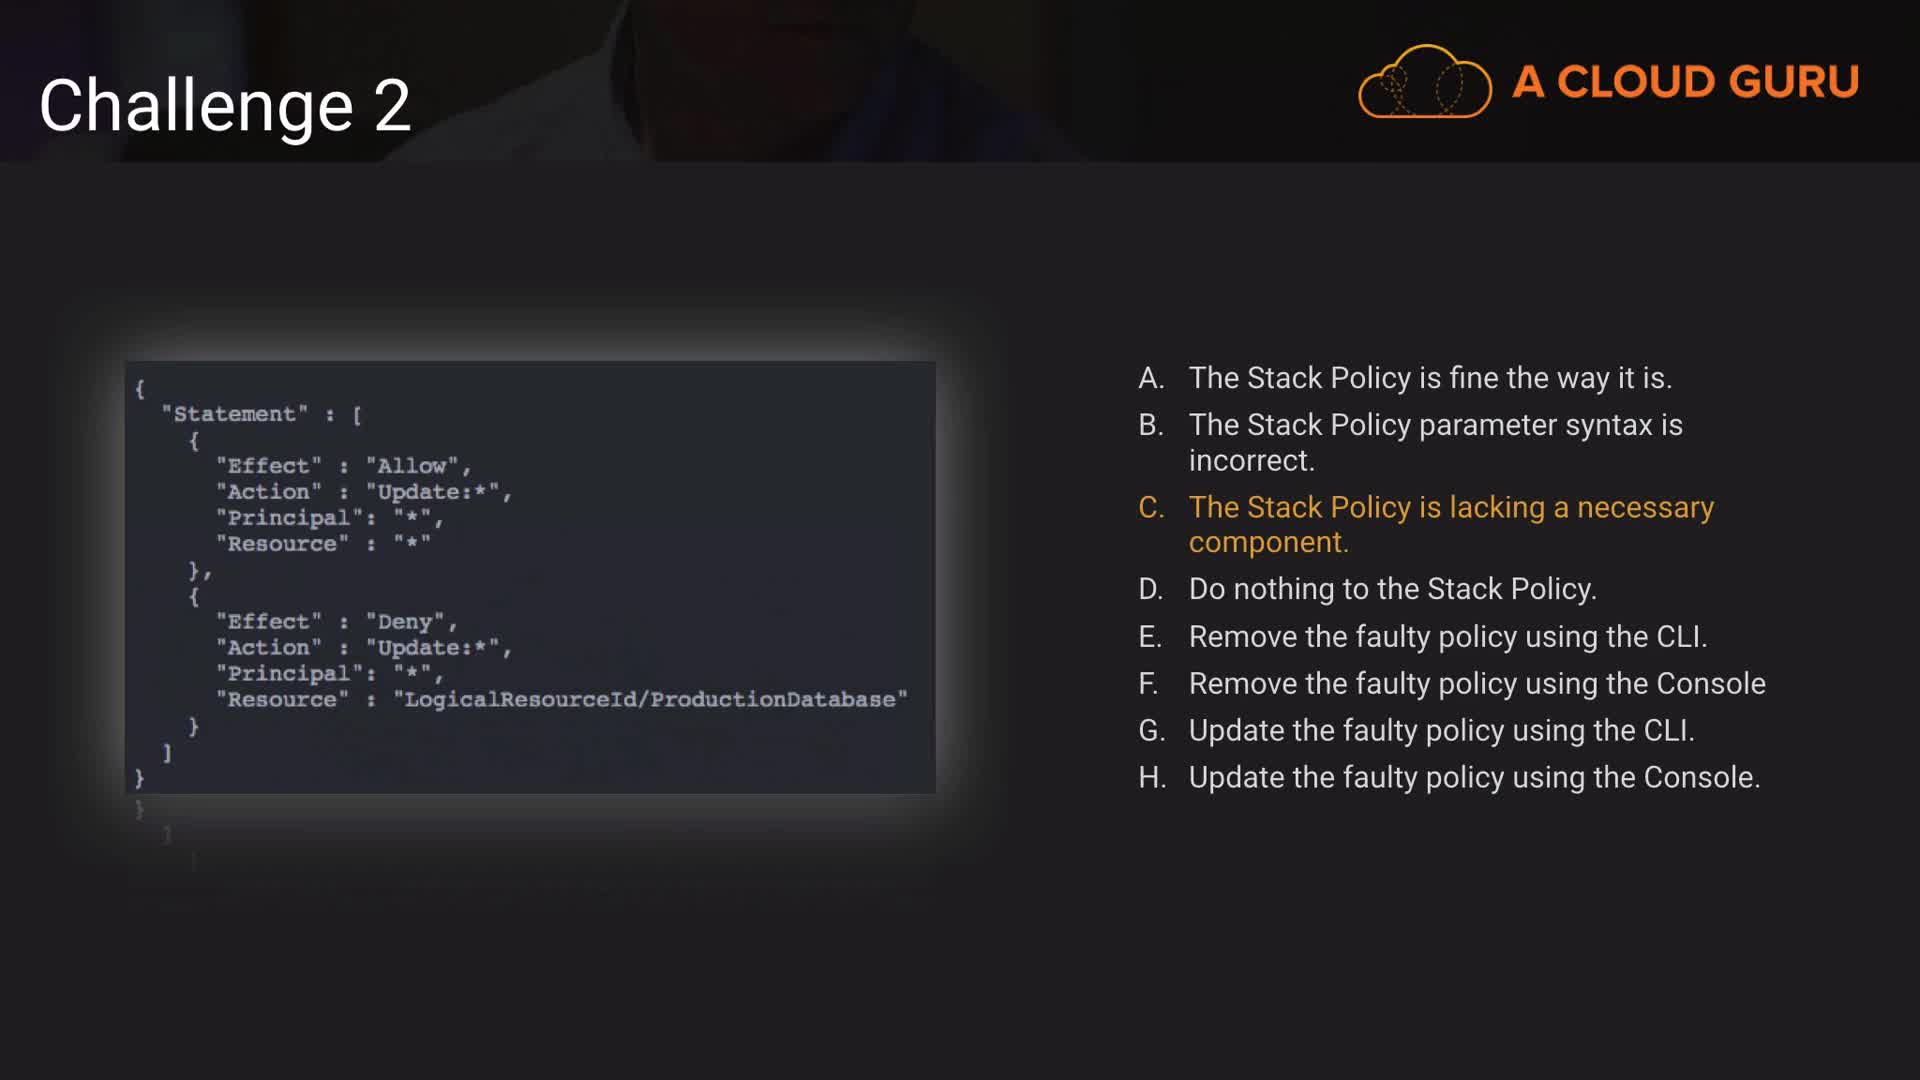 Challenge 2
A CLOUD GURU
{
"Statement" : [
{
"Effect" : "Allow",
"Action" : "Update:*",
"Principal": "*",
"Resource" : "*"
},
{
"Effect" : "Deny",
"Action" : "Update:*",
"Principal": "*",
"Resource" : "LogicalResourceId/ProductionDatabase"
}
]
}
A. The Stack Policy is fine the way it is.
B. The Stack Policy parameter syntax is
incorrect.
C. The Stack Policy is lacking a necessary
component.
D. Do nothing to the Stack Policy.
E. Remove the faulty policy using the CLI.
F. Remove the faulty policy using the Console
G. Update the faulty policy using the CLI.
H. Update the faulty policy using the Console.